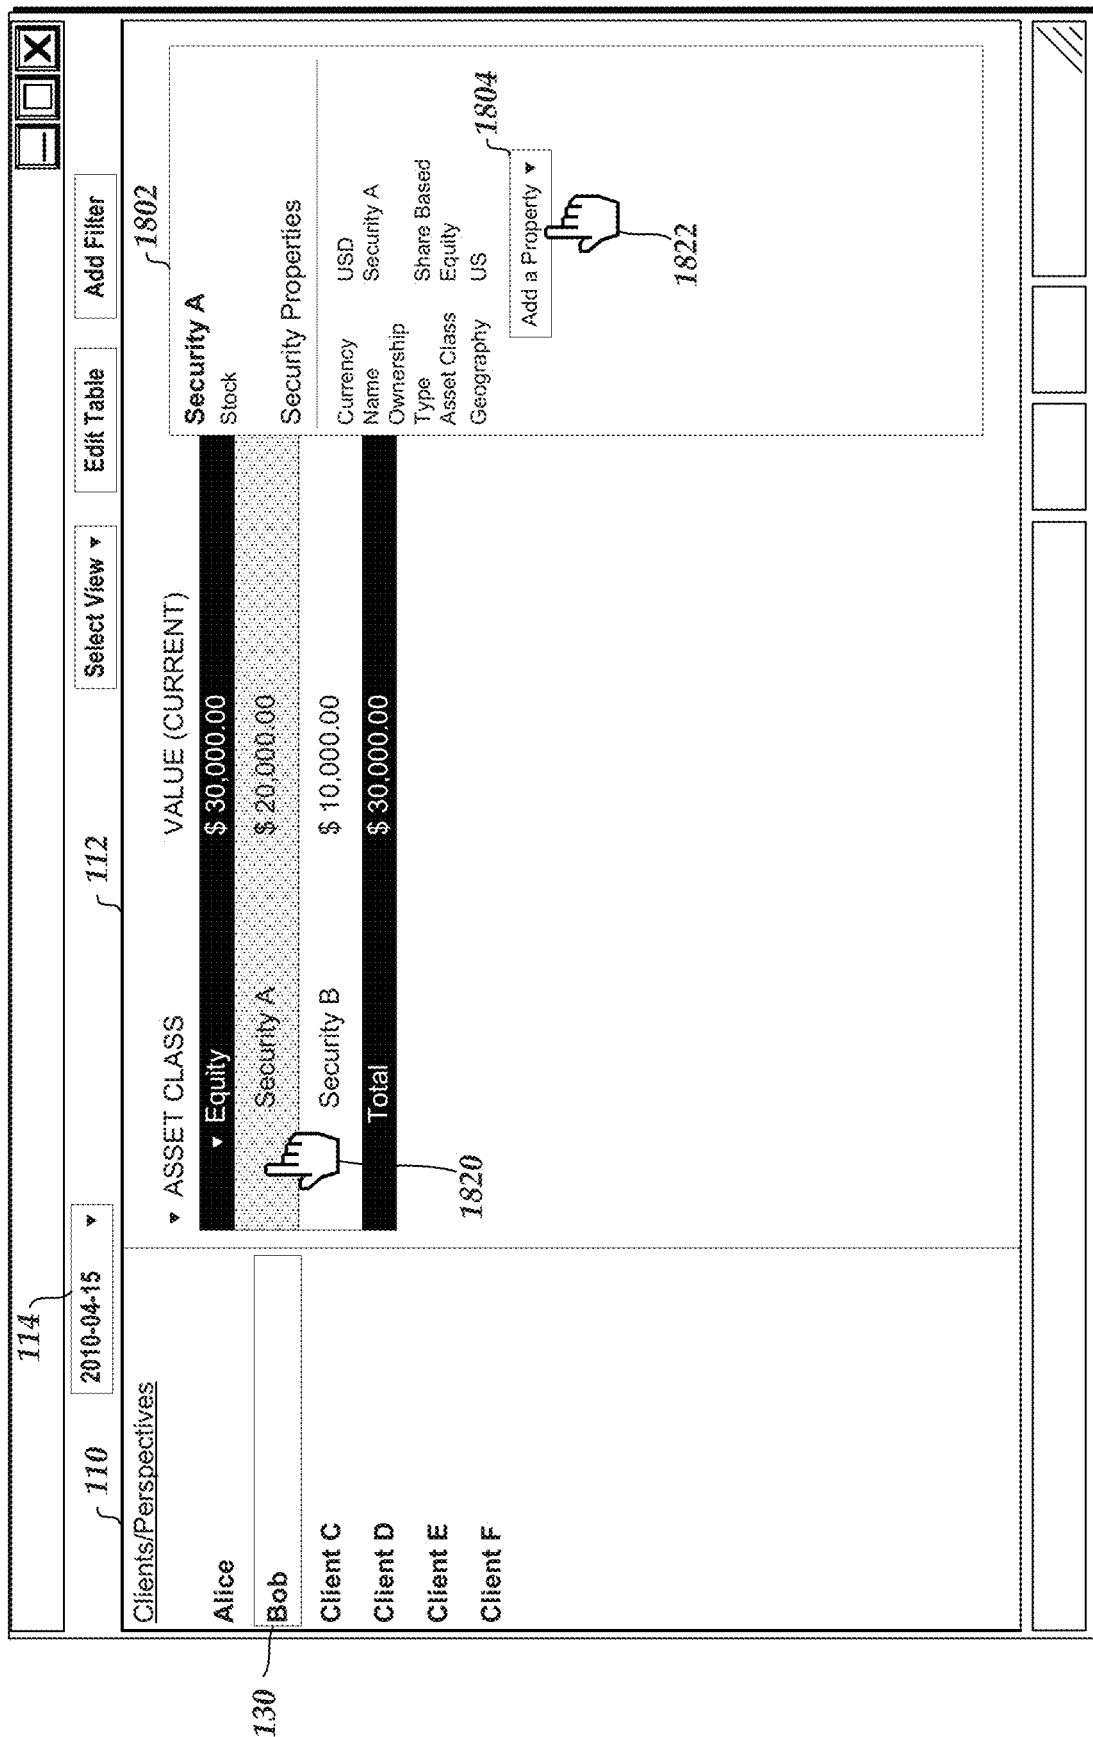 114
110
112
2010-04-15 ▾
Select View ▾
Edit Table
Add Filter
1802
Clients/Perspectives
Alice
Bob
Client C
Client D
Client E
Client F
130
▾ ASSET CLASS
VALUE (CURRENT)
▾ Equity $ 30,000.00
Security A $ 20,000.00
Security B $ 10,000.00
Total $ 30,000.00
1820
Security A
Stock
Security Properties
Currency USD
Name Security A
Ownership
Type Share Based
Asset Class Equity
Geography US
1804
Add a Property ▾
1822